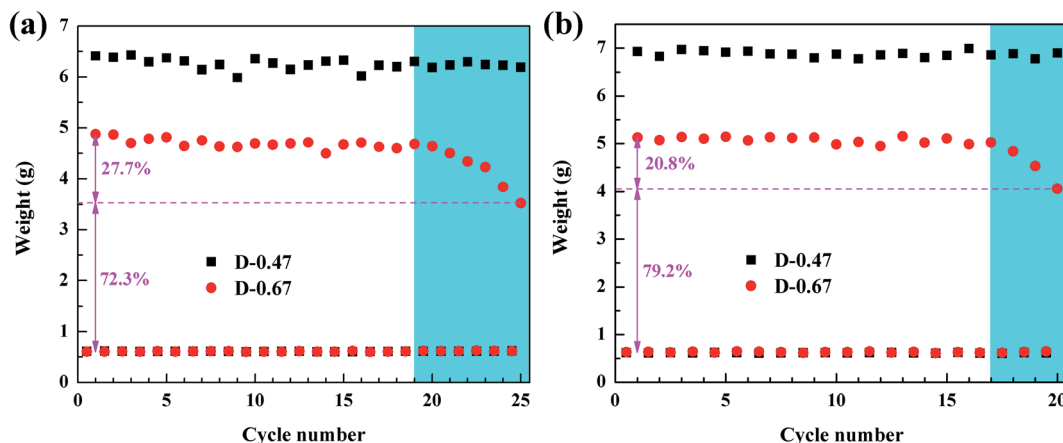 (a)
Weight (g)
7
6
5
4
3
2
1
0
27.7%
72.3%
D-0.47
D-0.67
0 5 10 15 20 25
Cycle number
(b)
Weight (g)
7
6
5
4
3
2
1
0
20.8%
79.2%
D-0.47
D-0.67
0 5 10 15 20
Cycle number